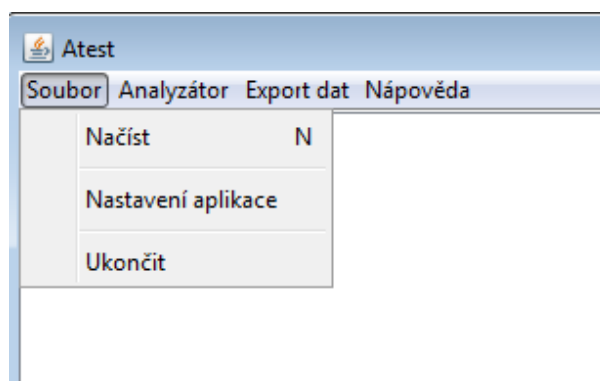 Atest
Soubor Analyzátor Export dat Nápověda
Načíst N
Nastavení aplikace
Ukončit